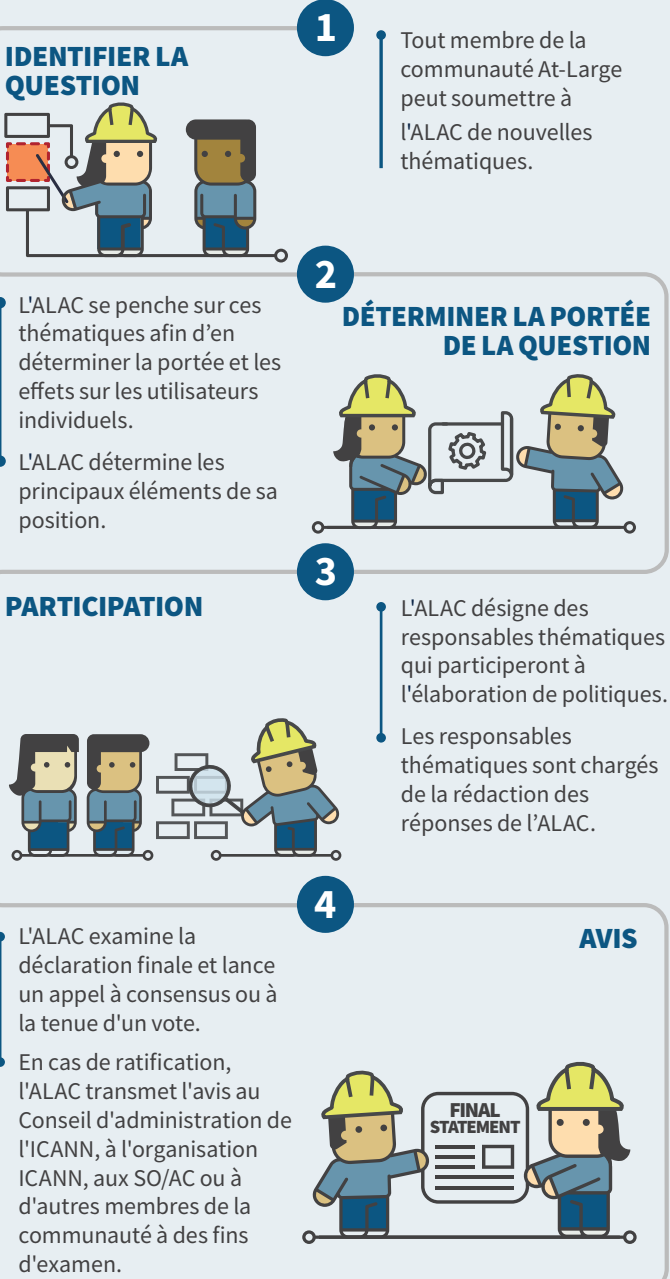 1
IDENTIFIER LA
QUESTION
Tout membre de la
communauté At-Large
peut soumettre à
l'ALAC de nouvelles
thématiques.
2
DÉTERMINER LA PORTÉE
DE LA QUESTION
L'ALAC se penche sur ces
thématiques afin d’en
déterminer la portée et les
effets sur les utilisateurs
individuels.
L'ALAC détermine les
principaux éléments de sa
position.
3
PARTICIPATION
L'ALAC désigne des
responsables thématiques
qui participeront à
l'élaboration de politiques.
Les responsables
thématiques sont chargés
de la rédaction des
réponses de l’ALAC.
4
AVIS
L'ALAC examine la
déclaration finale et lance
un appel à consensus ou à
la tenue d'un vote.
En cas de ratification,
l'ALAC transmet l'avis au
Conseil d'administration de
l'ICANN, à l'organisation
ICANN, aux SO/AC ou à
d'autres membres de la
communauté à des fins
d'examen.
FINAL
STATEMENT